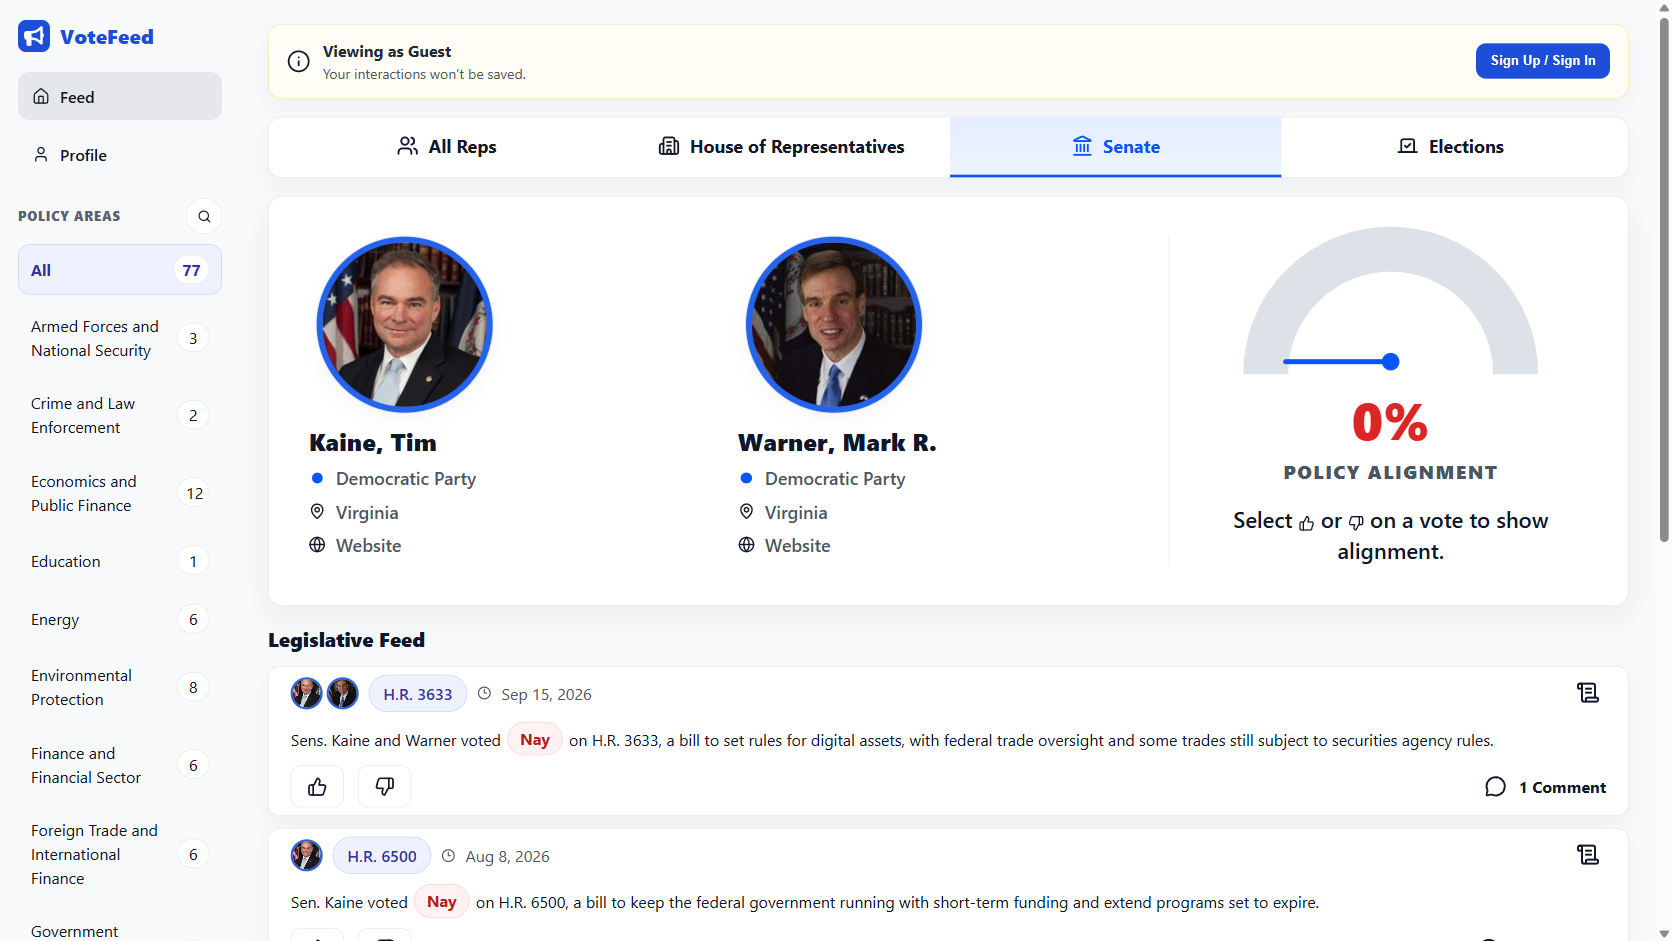 VoteFeed
Feed
Profile
POLICY AREAS
All 77
Armed Forces and
National Security 3
Crime and Law
Enforcement 2
Economics and
Public Finance 12
Education 1
Energy 6
Environmental
Protection 8
Finance and
Financial Sector 6
Foreign Trade and
International
Finance 6
Government
Viewing as Guest
Your interactions won't be saved.
Sign Up / Sign In
All Reps
House of Representatives
Senate
Elections
Kaine, Tim
Democratic Party
Virginia
Website
Warner, Mark R.
Democratic Party
Virginia
Website
0%
POLICY ALIGNMENT
Select or on a vote to show
alignment.
Legislative Feed
H.R. 3633 Sep 15, 2026
Sens. Kaine and Warner voted Nay on H.R. 3633, a bill to set rules for digital assets, with federal trade oversight and some trades still subject to securities agency rules.
1 Comment
H.R. 6500 Aug 8, 2026
Sen. Kaine voted Nay on H.R. 6500, a bill to keep the federal government running with short-term funding and extend programs set to expire.